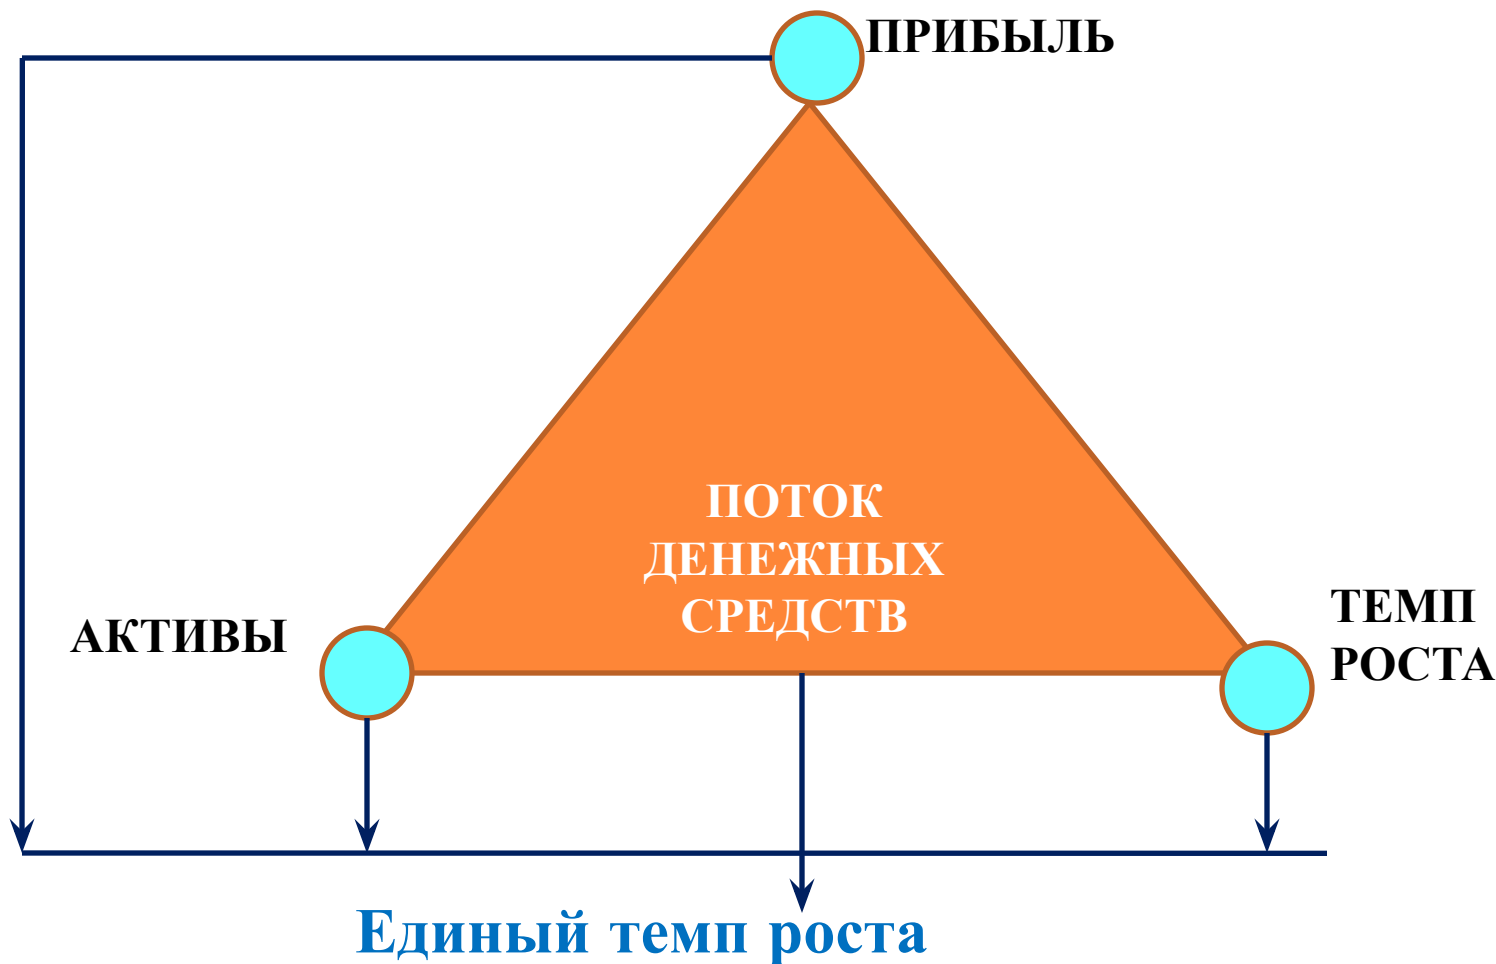 ПРИБЫЛЬ
ПОТОК
ДЕНЕЖНЫХ
СРЕДСТВ
АКТИВЫ
ТЕМП
РОСТА
Единый темп роста